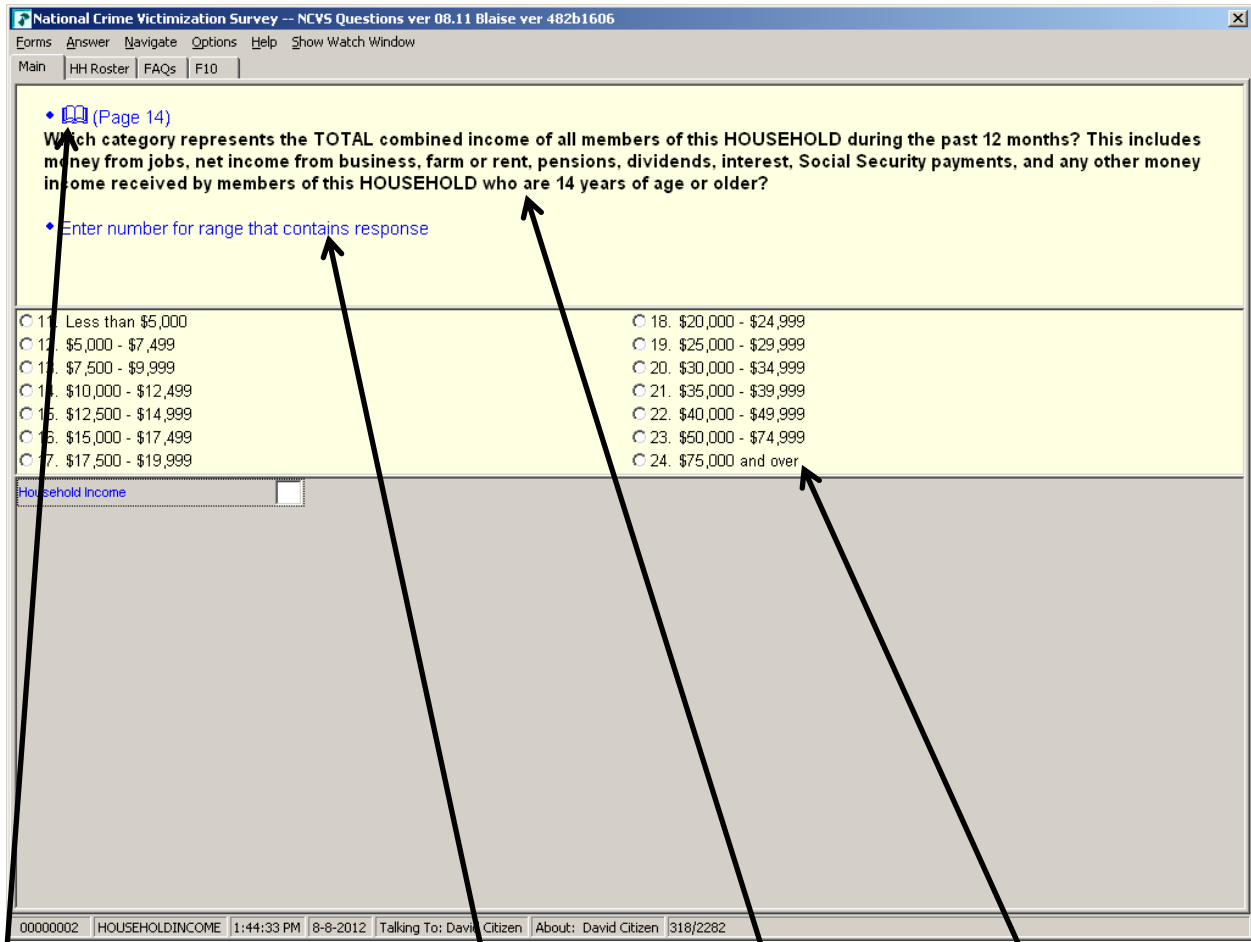 National Crime Victimization Survey -- NCVS Questions ver 08.11 Blaise ver 482b1606
Forms Answer Navigate Options Help Show Watch Window
Main HH Roster FAQs F10
(Page 14)
Which category represents the TOTAL combined income of all members of this HOUSEHOLD during the past 12 months? This includes
money from jobs, net income from business, farm or rent, pensions, dividends, interest, Social Security payments, and any other money
income received by members of this HOUSEHOLD who are 14 years of age or older?
Enter number for range that contains response
11. Less than $5,000
12. $5,000 - $7,499
13. $7,500 - $9,999
14. $10,000 - $12,499
15. $12,500 - $14,999
16. $15,000 - $17,499
17. $17,500 - $19,999
18. $20,000 - $24,999
19. $25,000 - $29,999
20. $30,000 - $34,999
21. $35,000 - $39,999
22. $40,000 - $49,999
23. $50,000 - $74,999
24. $75,000 and over
Household Income
00000002 HOUSEHOLDINCOME 1:44:33 PM 8-8-2012 Talking To: David Citizen About: David Citizen 318/2282